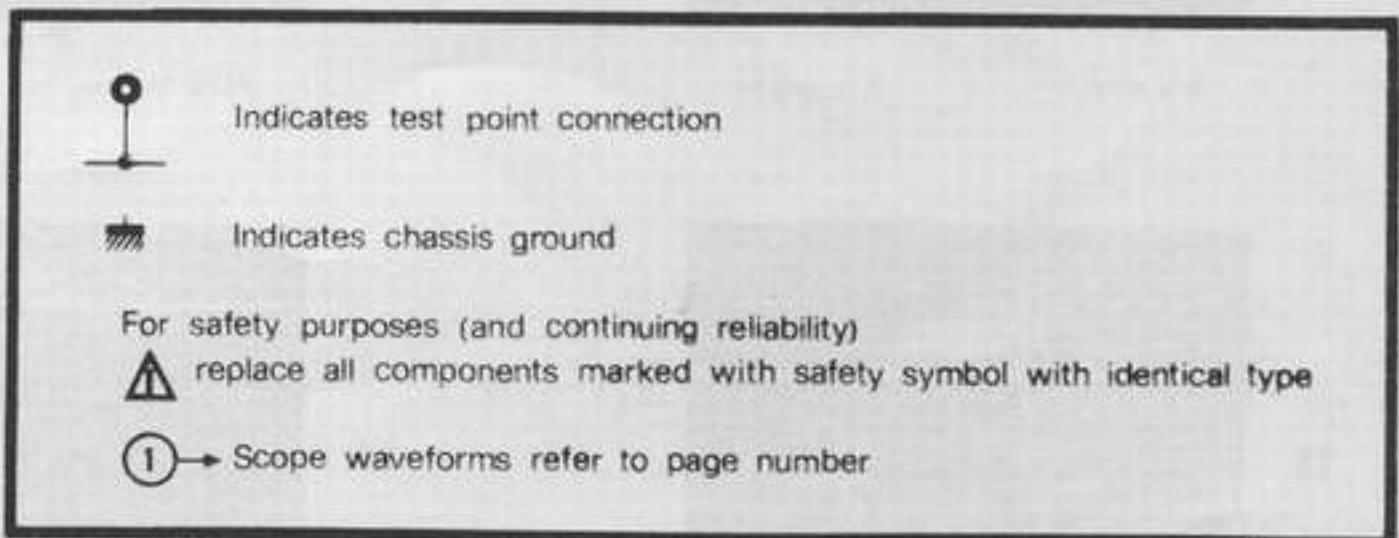 Indicates test point connection
Indicates chassis ground
For safety purposes (and continuing reliability)
replace all components marked with safety symbol with identical type
1 Scope waveforms refer to page number